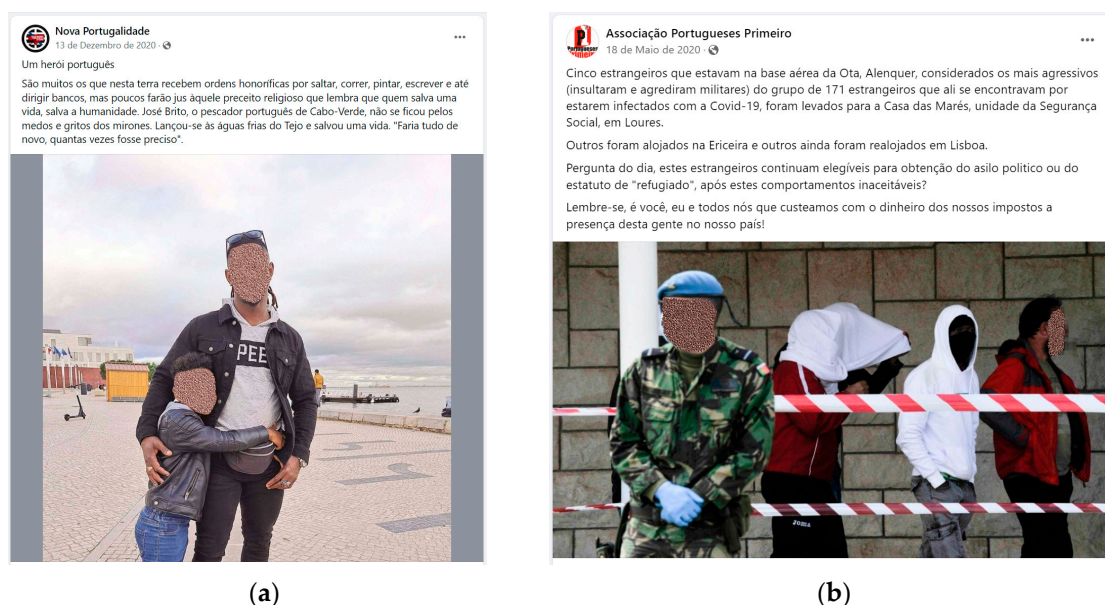 Nova Portugalidade
13 de Dezembro de 2020 ·
Um herói português
São muitos os que nesta terra recebem ordens honoríficas por saltar, correr, pintar, escrever e até
dirigir bancos, mas poucos farão jus àquele preceito religioso que lembra que quem salva uma
vida, salva a humanidade. José Brito, o pescador português de Cabo-Verde, não se ficou pelos
medos e gritos dos mirones. Lançou-se às águas frias do Tejo e salvou uma vida. "Faria tudo de
novo, quantas vezes fosse preciso".
PEE
(a)
Portugueses
Primeiro
Associação Portugueses Primeiro
18 de Maio de 2020 ·
Cinco estrangeiros que estavam na base aérea da Ota, Alenquer, considerados os mais agressivos
(insultaram e agrediram militares) do grupo de 171 estrangeiros que ali se encontravam por
estarem infectados com a Covid-19, foram levados para a Casa das Marés, unidade da Segurança
Social, em Loures.
Outros foram alojados na Ericeira e outros ainda foram realojados em Lisboa.
Pergunta do dia, estes estrangeiros continuam elegíveis para obtenção do asilo politico ou do
estatuto de "refugiado", após estes comportamentos inaceitáveis?
Lembre-se, é você, eu e todos nós que custeamos com o dinheiro dos nossos impostos a
presença desta gente no nosso país!
JOMA
(b)